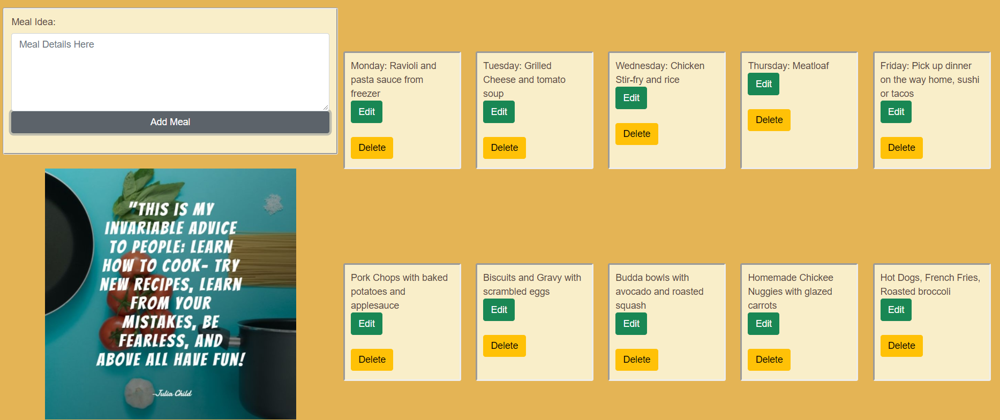 Meal Idea:
Meal Details Here
Add Meal
"THIS IS MY
INVARIABLE ADVICE
TO PEOPLE: LEARN
HOW TO COOK- TRY
NEW RECIPES, LEARN
FROM YOUR
MISTAKES, BE
FEARLESS, AND
ABOVE ALL HAVE FUN!
-Julia Child
Monday: Ravioli and
pasta sauce from
freezer
Edit
Delete
Tuesday: Grilled
Cheese and tomato
soup
Edit
Delete
Wednesday: Chicken
Stir-fry and rice
Edit
Delete
Thursday: Meatloaf
Edit
Delete
Friday: Pick up dinner
on the way home, sushi
or tacos
Edit
Delete
Pork Chops with baked
potatoes and
applesauce
Edit
Delete
Biscuits and Gravy with
scrambled eggs
Edit
Delete
Budda bowls with
avocado and roasted
squash
Edit
Delete
Homemade Chickee
Nuggies with glazed
carrots
Edit
Delete
Hot Dogs, French Fries,
Roasted broccoli
Edit
Delete